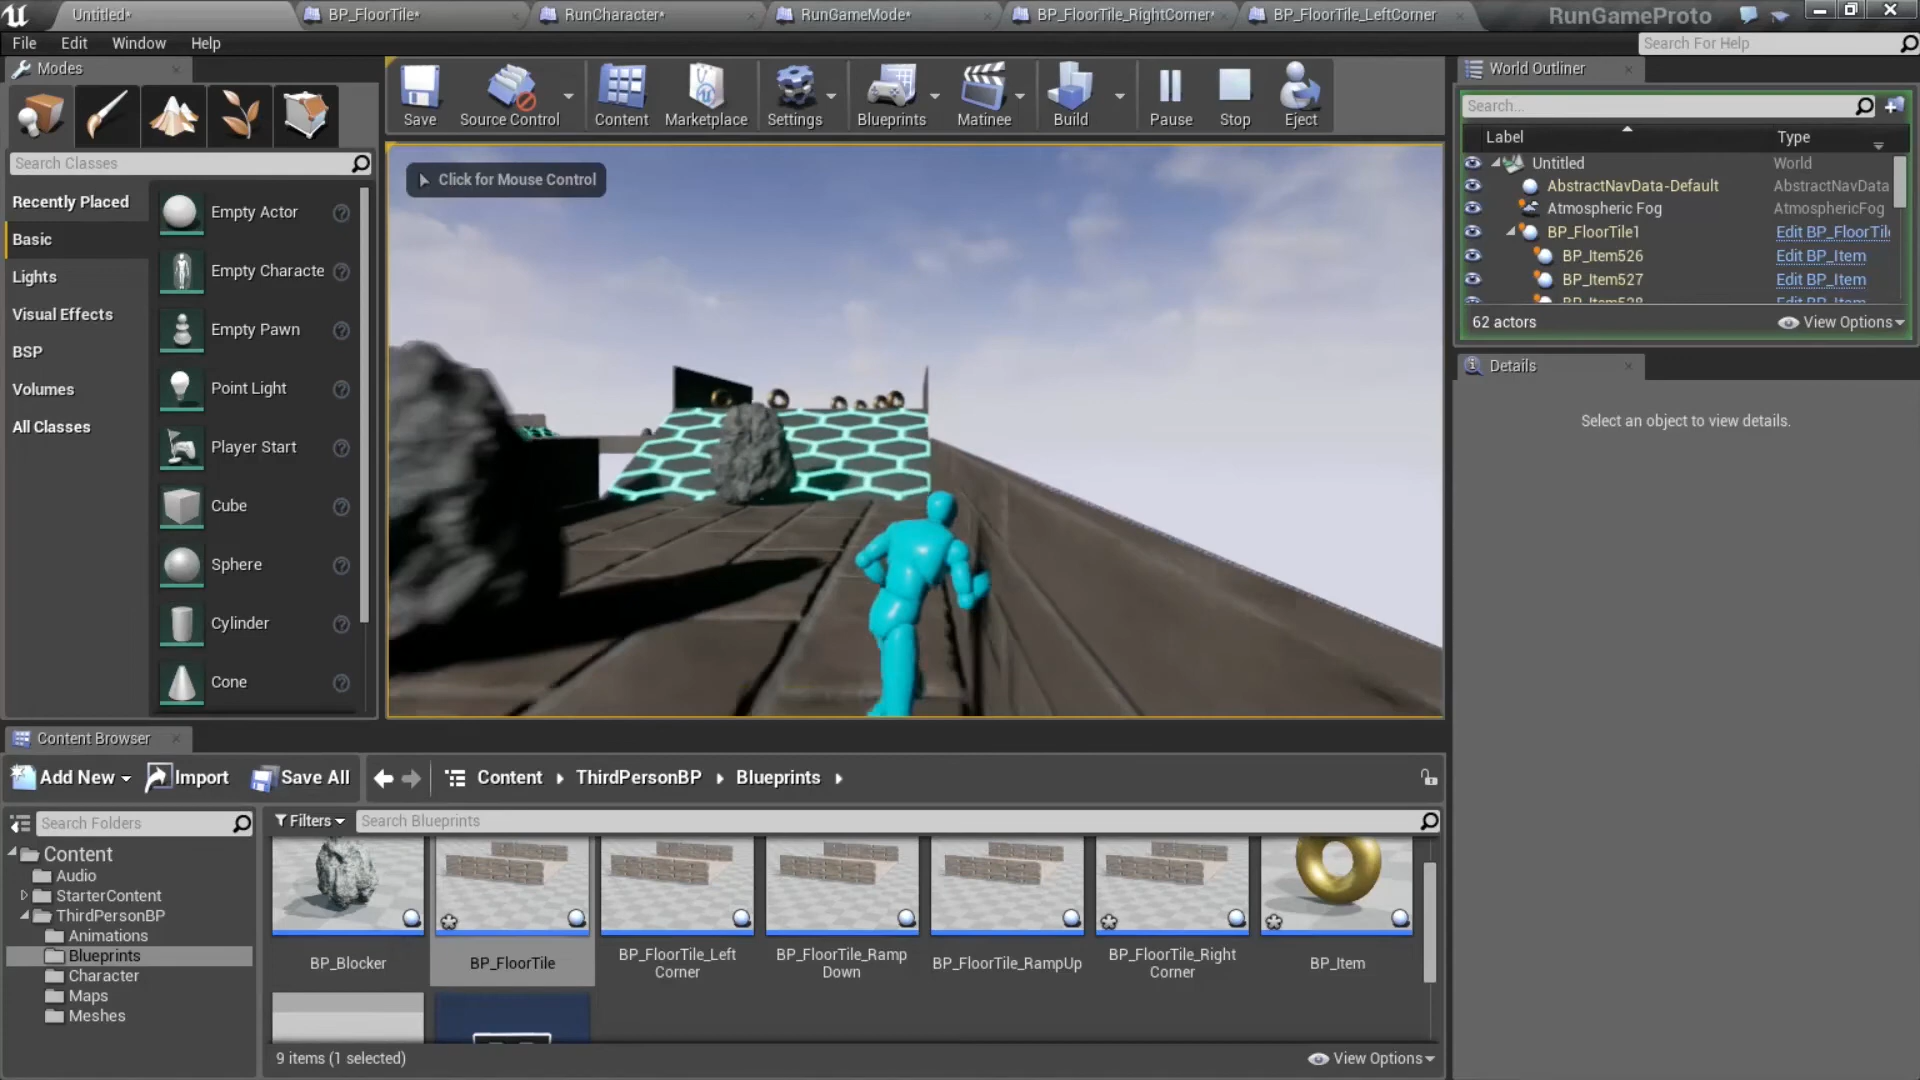 Untitled*
BP_FloorTile*
RunCharacter*
RunGameMode*
BP_FloorTile_RightCorner*
BP_FloorTile_LeftCorner
RunGameProto
File
Edit
Window
Help
Search For Help
Modes
Save
Source Control
Content
Marketplace
Settings
Blueprints
Matinee
Build
Pause
Stop
Eject
World Outliner
Search...
Label
Type
Untitled
World
AbstractNavData-Default
AbstractNavData
Atmospheric Fog
AtmosphericFog
BP_FloorTile1
Edit BP_FloorTil
BP_Item526
Edit BP_Item
BP_Item527
Edit BP_Item
BP_Item528
Edit BP_Item
62 actors
View Options
Details
Select an object to view details.
Search Classes
Recently Placed
Basic
Lights
Visual Effects
BSP
Volumes
All Classes
Empty Actor
Empty Characte
Empty Pawn
Point Light
Player Start
Cube
Sphere
Cylinder
Cone
Click for Mouse Control
Content Browser
Add New
Import
Save All
Content
ThirdPersonBP
Blueprints
Search Folders
Filters
Search Blueprints
Content
Audio
StarterContent
ThirdPersonBP
Animations
Blueprints
Character
Maps
Meshes
BP_Blocker
BP_FloorTile
BP_FloorTile_Left
Corner
BP_FloorTile_Ramp
Down
BP_FloorTile_RampUp
BP_FloorTile_Right
Corner
BP_Item
9 items (1 selected)
View Options